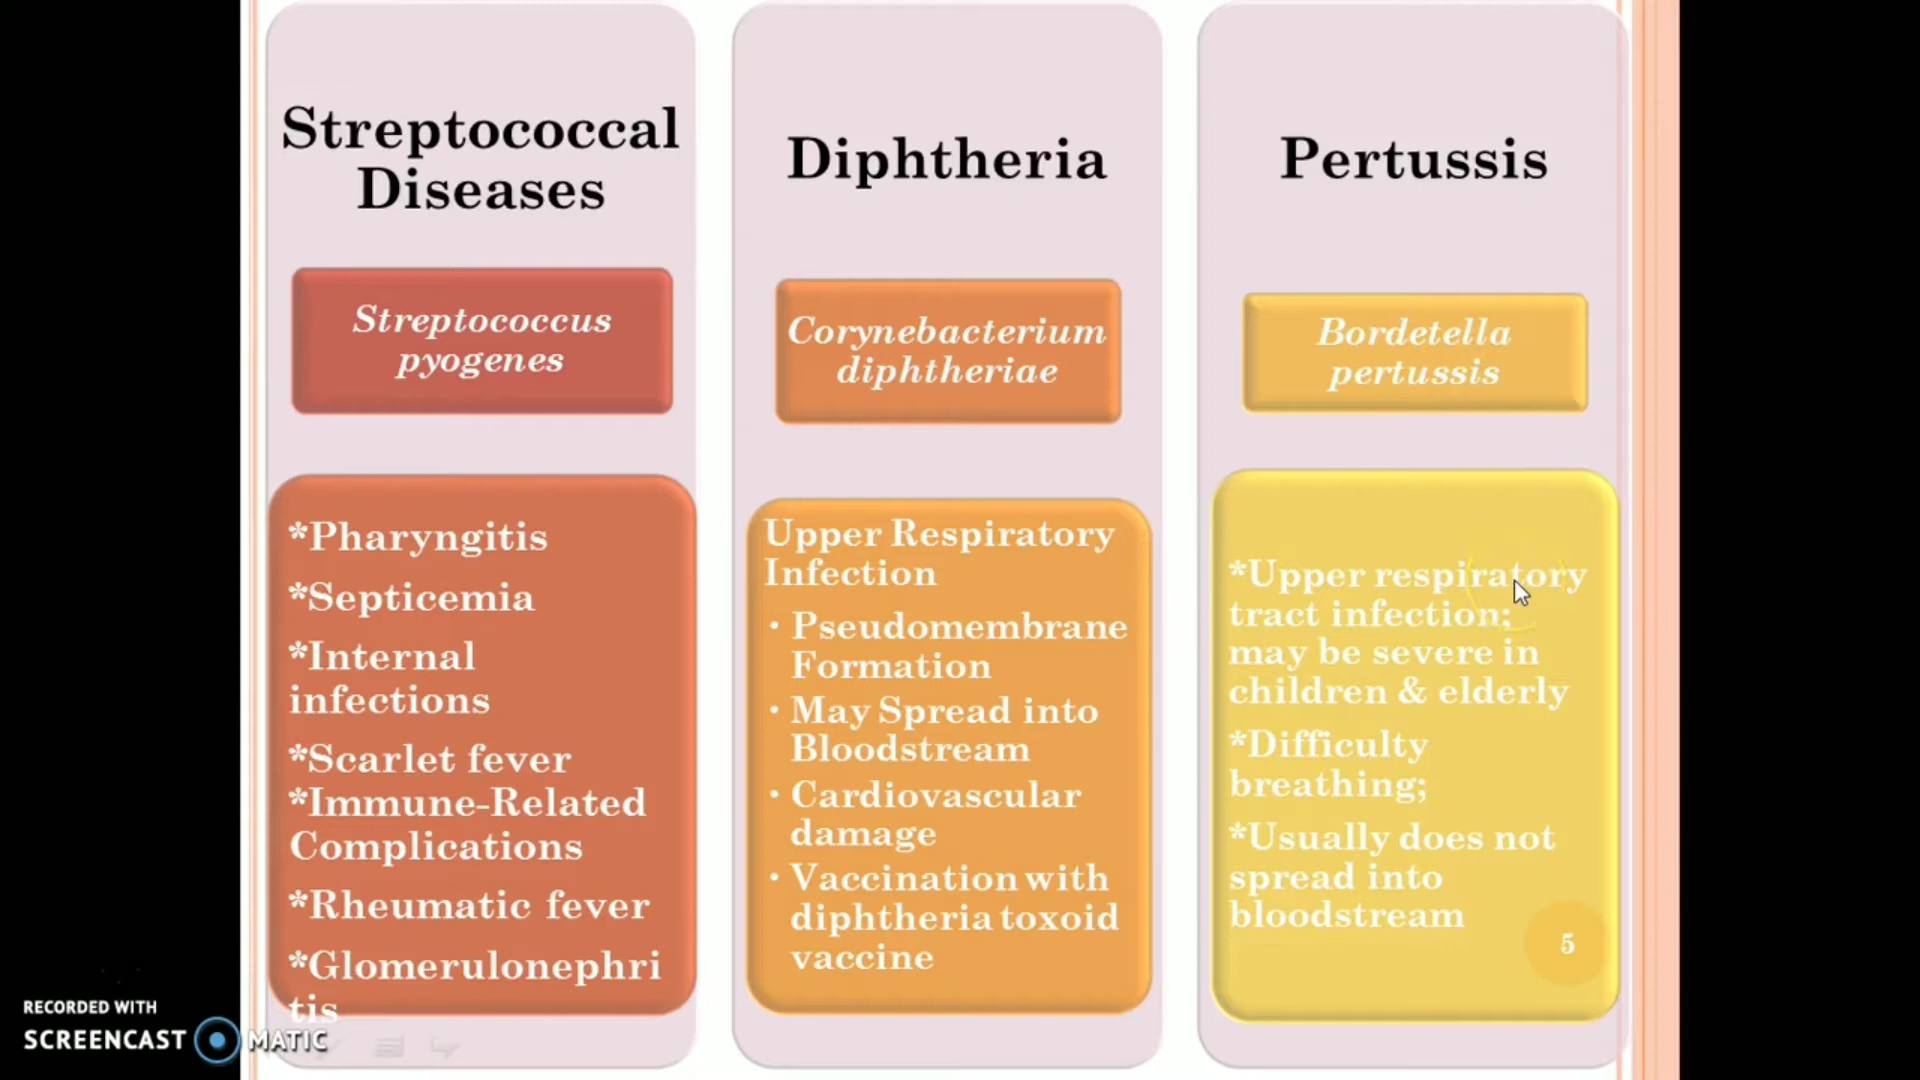 Streptococcal
Diseases
Streptococcus
pyogenes
*Pharyngitis
*Septicemia
*Internal
infections
*Scarlet fever
*Immune-Related
Complications
*Rheumatic fever
*Glomerulonephri
tis
Diphtheria
Corynebacterium
diphtheriae
Upper Respiratory
Infection
• Pseudomembrane
Formation
• May Spread into
Bloodstream
• Cardiovascular
damage
• Vaccination with
diphtheria toxoid
vaccine
Pertussis
Bordetella
pertussis
*Upper respiratory
tract infection;
may be severe in
children & elderly
*Difficulty
breathing;
*Usually does not
spread into
bloodstream
5
RECORDED WITH
SCREENCAST MATIC